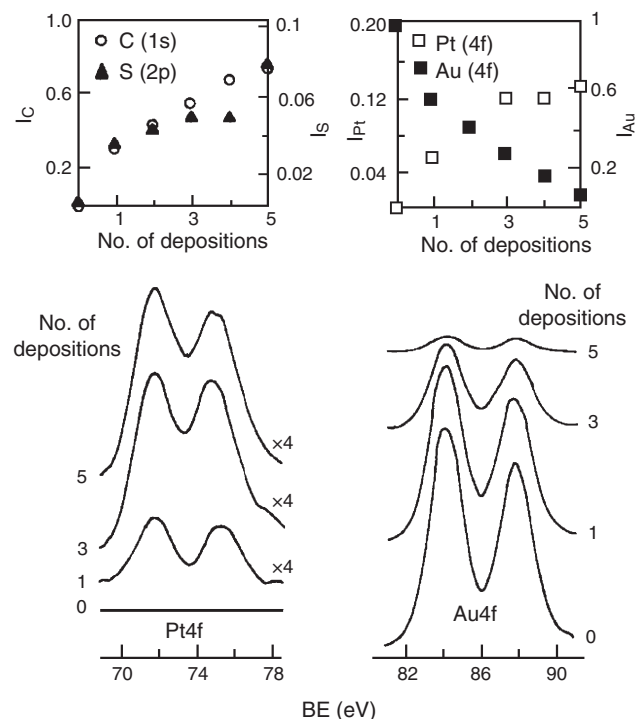 1.0
0.6
0.2
I_C
C (1s)
S (2p)
0.1
0.06
0.02
I_S
1
3
5
No. of depositions
0.20
0.12
0.04
I_Pt
Pt (4f)
Au (4f)
1
0.6
0.2
I_Au
1
3
5
No. of depositions
No. of
depositions
5
3
1
0
×4
×4
×4
Pt4f
70
74
78
No. of
depositions
5
3
1
0
Au4f
82
86
90
BE (eV)